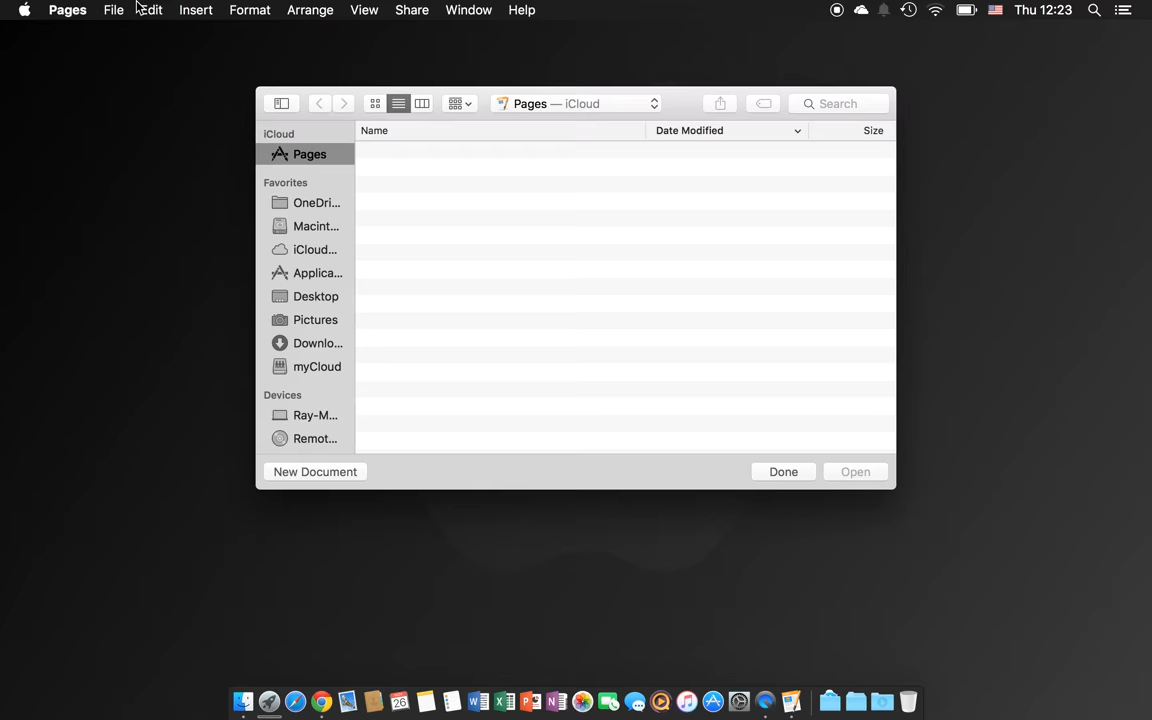 Pages File Edit Insert Format Arrange View Share Window Help Thu 12:23
Pages — iCloud Search
iCloud Name Date Modified Size
Pages
Favorites
OneDri...
Macint...
iCloud...
Applica...
Desktop
Pictures
Downlo...
myCloud
Devices
Ray-M...
Remot...
New Document Done Open
26